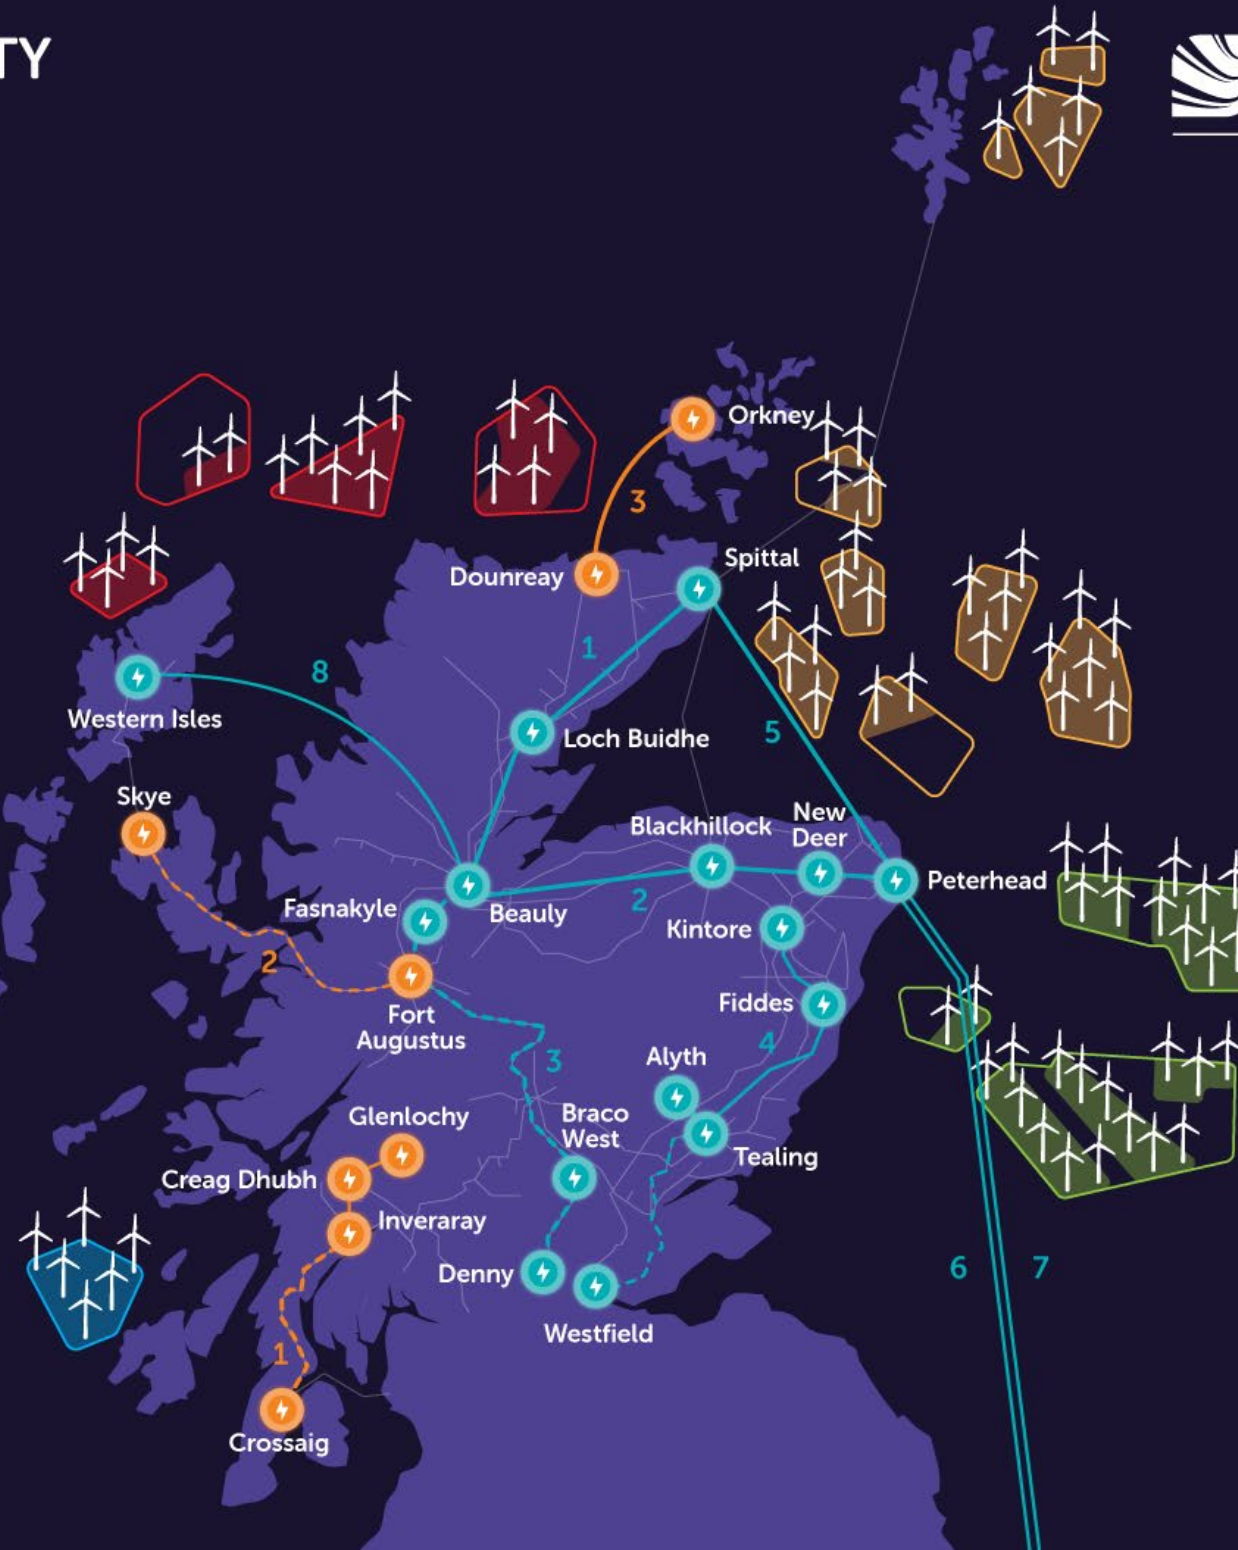 TY
Orkney
3
Spittal
Dounreay
1
8
Western Isles
5
Loch Buidhe
Skye
New
Deer
Blackhillock
Peterhead
2
Beauly
Fasnakyle
Kintore
2
Fiddes
Fort
Augustus
4
3
Alyth
Braco
West
Glenlochy
Tealing
Creag Dhubh
Inveraray
6
7
Denny
Westfield
1
Crossaig